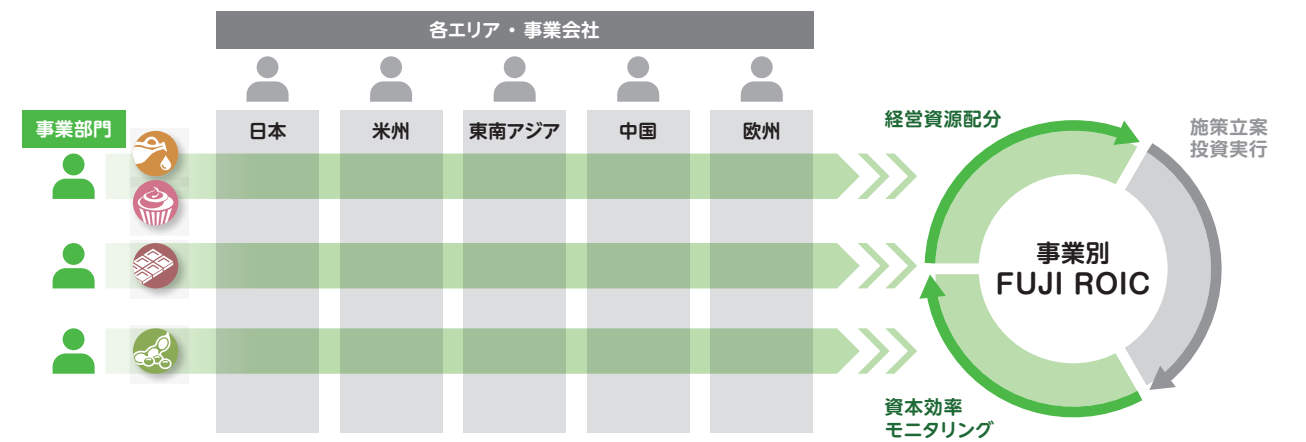 各エリア・事業会社
事業部門
日本
米州
東南アジア
中国
欧州
経営資源配分
施策立案
投資実行
事業別
FUJI ROIC
資本効率
モニタリング